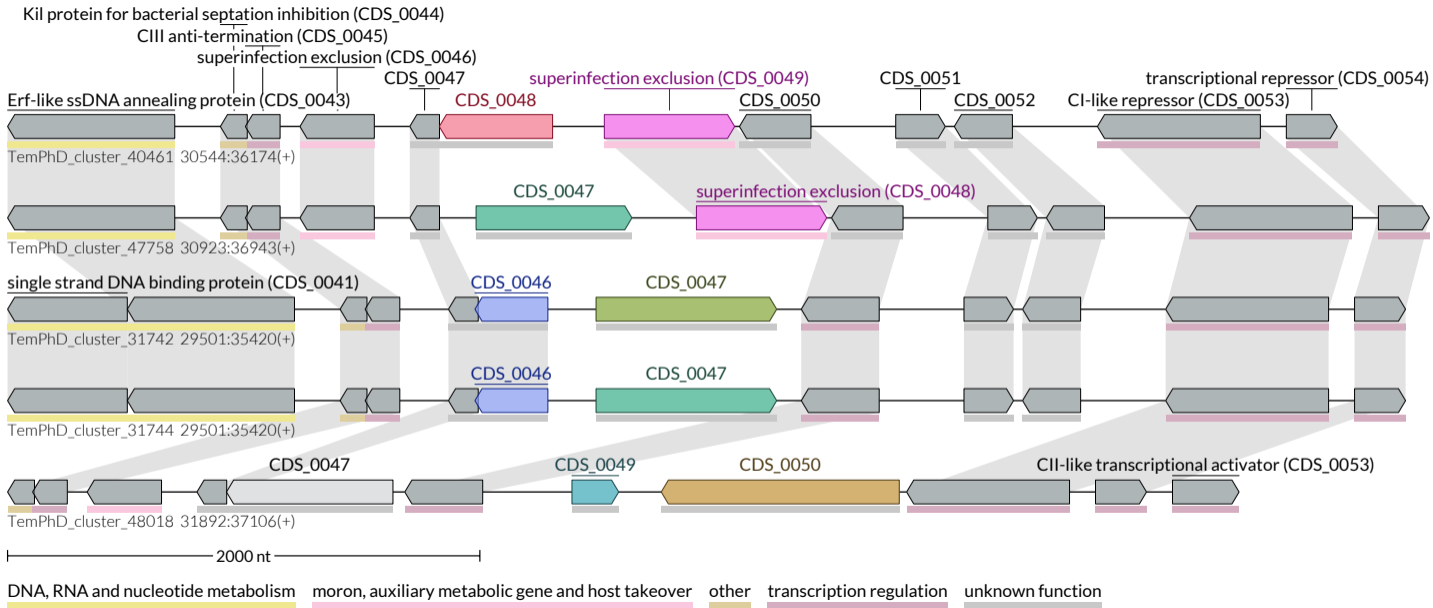 Kil protein for bacterial septation inhibition (CDS_0044)
CIII anti-termination (CDS_0045)
superinfection exclusion (CDS_0046)
CDS_0047 superinfection exclusion (CDS_0049) CDS_0051 transcriptional repressor (CDS_0054)
Erf-like ssDNA annealing protein (CDS_0043) CDS_0048 CDS_0050 CDS_0052 CI-like repressor (CDS_0053)
TemPhD_cluster_40461 30544:36174(+)
CDS_0047 superinfection exclusion (CDS_0048)
TemPhD_cluster_47758 30923:36943(+)
single strand DNA binding protein (CDS_0041) CDS_0046 CDS_0047
TemPhD_cluster_31742 29501:35420(+)
CDS_0046 CDS_0047
TemPhD_cluster_31744 29501:35420(+)
CDS_0047 CDS_0049 CDS_0050 CII-like transcriptional activator (CDS_0053)
TemPhD_cluster_48018 31892:37106(+)
2000 nt
DNA, RNA and nucleotide metabolism moron, auxiliary metabolic gene and host takeover other transcription regulation unknown function